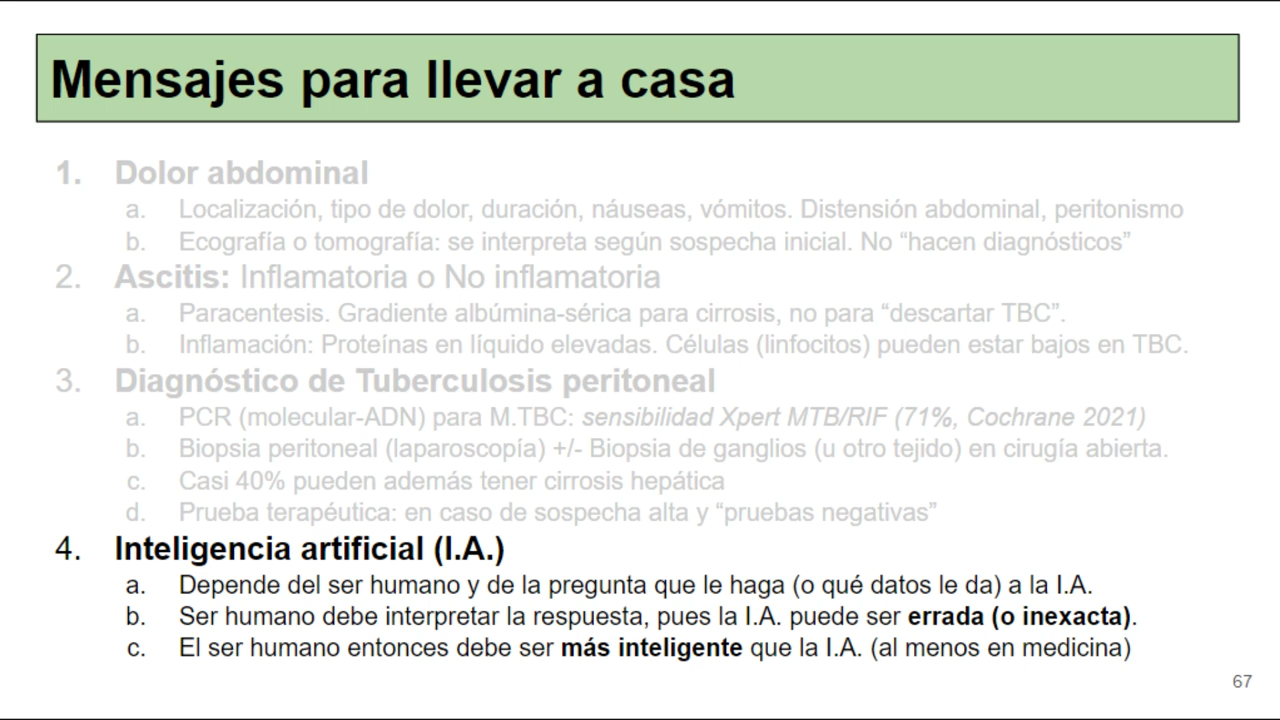 Mensajes para llevar a casa
1. Dolor abdominal
a. Localización, tipo de dolor, duración, náuseas, vómitos. Distensión abdominal, peritonismo
b. Ecografía o tomografía: se interpreta según sospecha inicial. No “hacen diagnósticos”
2. Ascitis: Inflamatoria o No inflamatoria
a. Paracentesis. Gradiente albúmina-sérica para cirrosis, no para “descartar TBC”.
b. Inflamación: Proteínas en líquido elevadas. Células (linfocitos) pueden estar bajos en TBC.
3. Diagnóstico de Tuberculosis peritoneal
a. PCR (molecular-ADN) para M.TBC: sensibilidad Xpert MTB/RIF (71%, Cochrane 2021)
b. Biopsia peritoneal (laparoscopía) +/- Biopsia de ganglios (u otro tejido) en cirugía abierta.
c. Casi 40% pueden además tener cirrosis hepática
d. Prueba terapéutica: en caso de sospecha alta y “pruebas negativas”
4. Inteligencia artificial (I.A.)
a. Depende del ser humano y de la pregunta que le haga (o qué datos le da) a la I.A.
b. Ser humano debe interpretar la respuesta, pues la I.A. puede ser errada (o inexacta).
c. El ser humano entonces debe ser más inteligente que la I.A. (al menos en medicina)
67